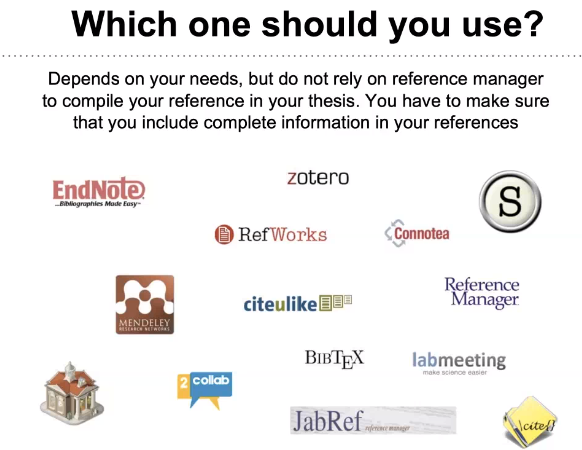 Which one should you use?
Depends on your needs, but do not rely on reference manager
to compile your reference in your thesis. You have to make sure
that you include complete information in your references
zotero
EndNote
...Bibliographies Made Easy™
S
RefWorks
Connotea
MENDELEY
RESEARCH NETWORKS
citeulike
Reference
Manager
BIBTEX
labmeeting
make science easier
2 collab
JabRef reference manager
\cite{}